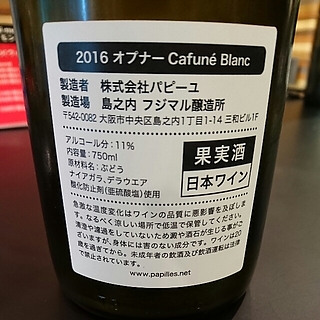 2016 オプナー Cafuné Blanc
製造者 株式会社パピーユ
製造場 島之内 フジマル醸造所
〒542-0082 大阪市中央区島之内1丁目1-14 三和ビル1F
アルコール分：11%
内容量：750ml
原材料名：ぶどう
ナイアガラ、デラウエア
酸化防止剤(亜硫酸塩)使用
果実酒
日本ワイン
急激な温度変化はワインの品質に悪影響を及ぼしま
す。なるべく涼しい場所で低温で保管してください。
清澄や濾過をしていないため澱や酒石が生じる事がご
ざいますが、身体には害のない成分です。ワインは20
歳を過ぎてから。未成年者の飲酒及び飲酒運転は法律
で禁止されています。
www.papilles.net